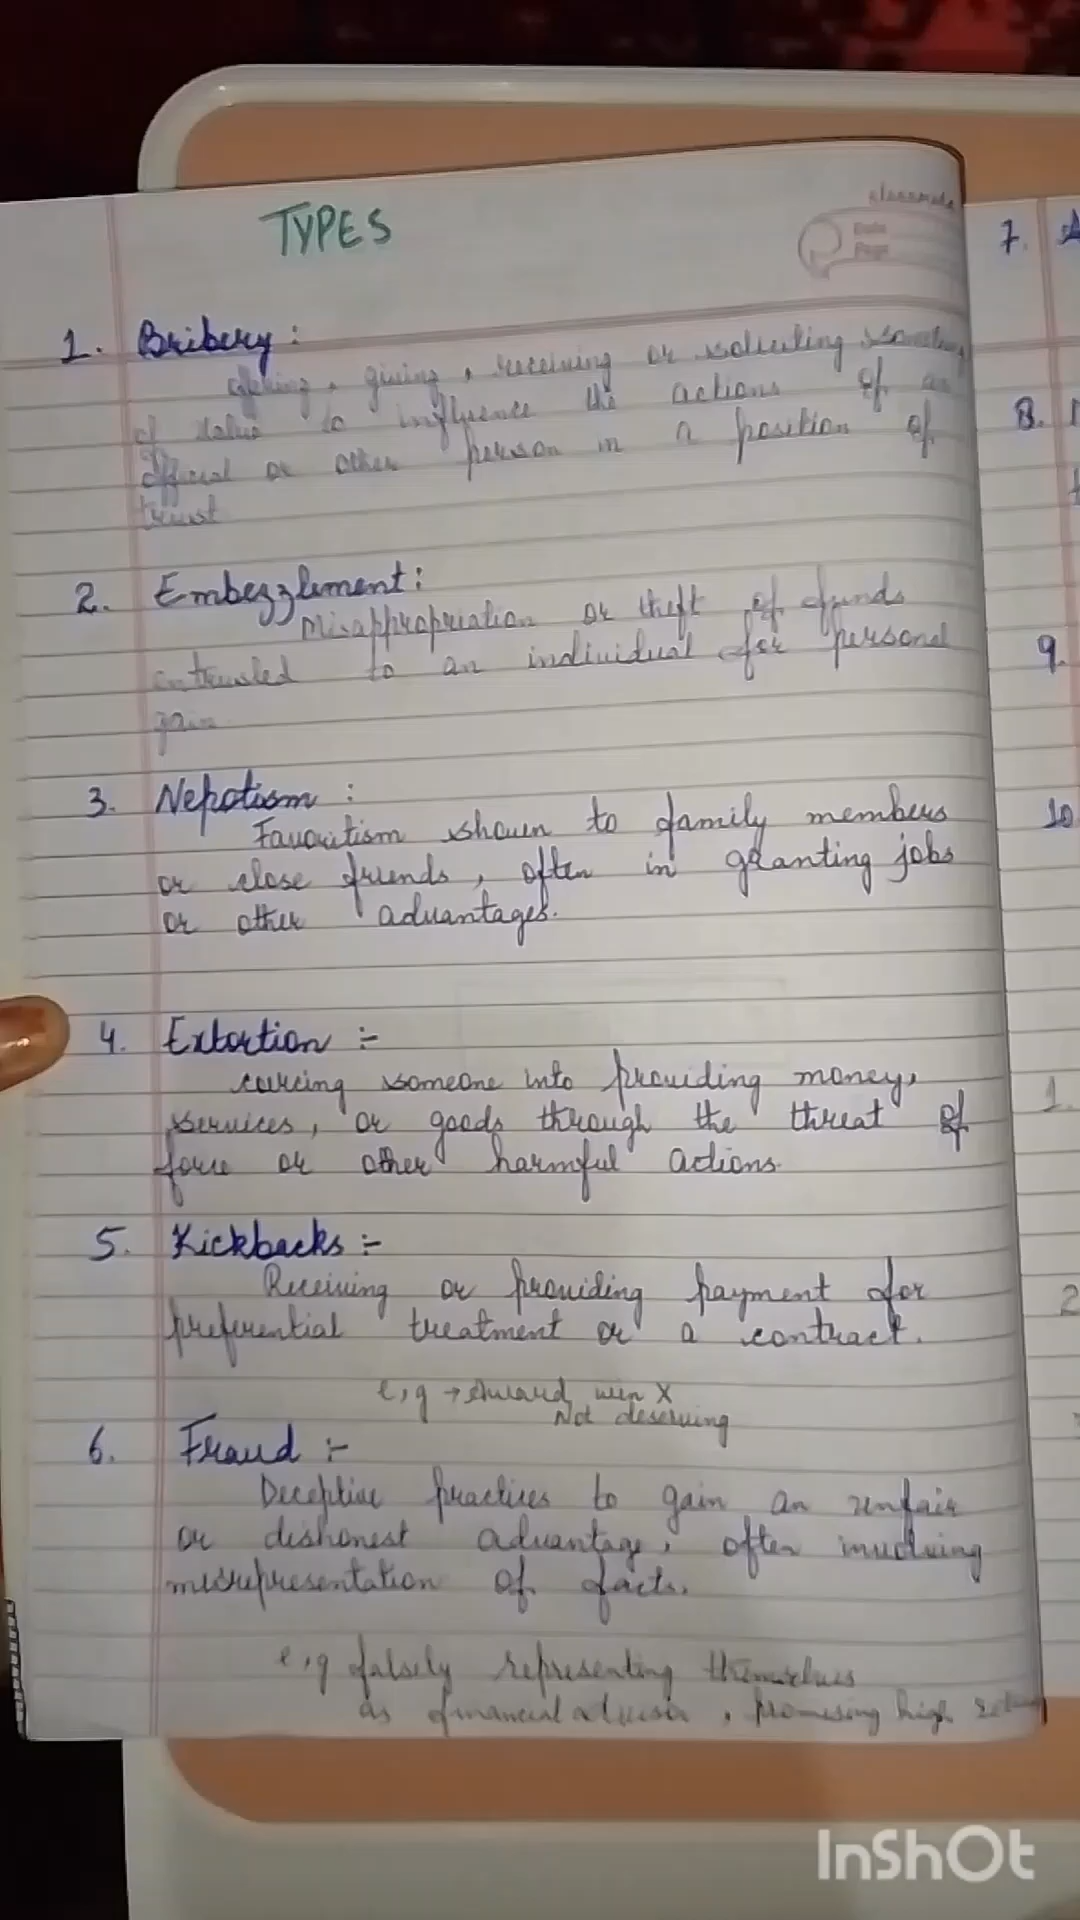 TYPES
classmate
Date
Page
1. Bribery :
offering, giving, receiving or soliciting something
of value to influence the actions of an
official or other person in a position of
trust
2. Embezzlement :
Misappropriation or theft of funds
entrusted to an individual for personal
gain
3. Nepotism :
Favouritism shown to family members
or close friends, often in granting jobs
or other advantages.
4. Extortion :-
coercing someone into providing money,
services, or goods through the threat of
force or other harmful actions.
5. Kickbacks :-
Receiving or providing payment for
preferential treatment or a contract.
e,g → award win X
Not deserving
6. Fraud :-
Deceptive practices to gain an unfair
or dishonest advantage, often involving
misrepresentation of facts.
e,g falsely representing themselves
as financial advisor, promising high
7.
8.
9.
10
1.
2
InShOt